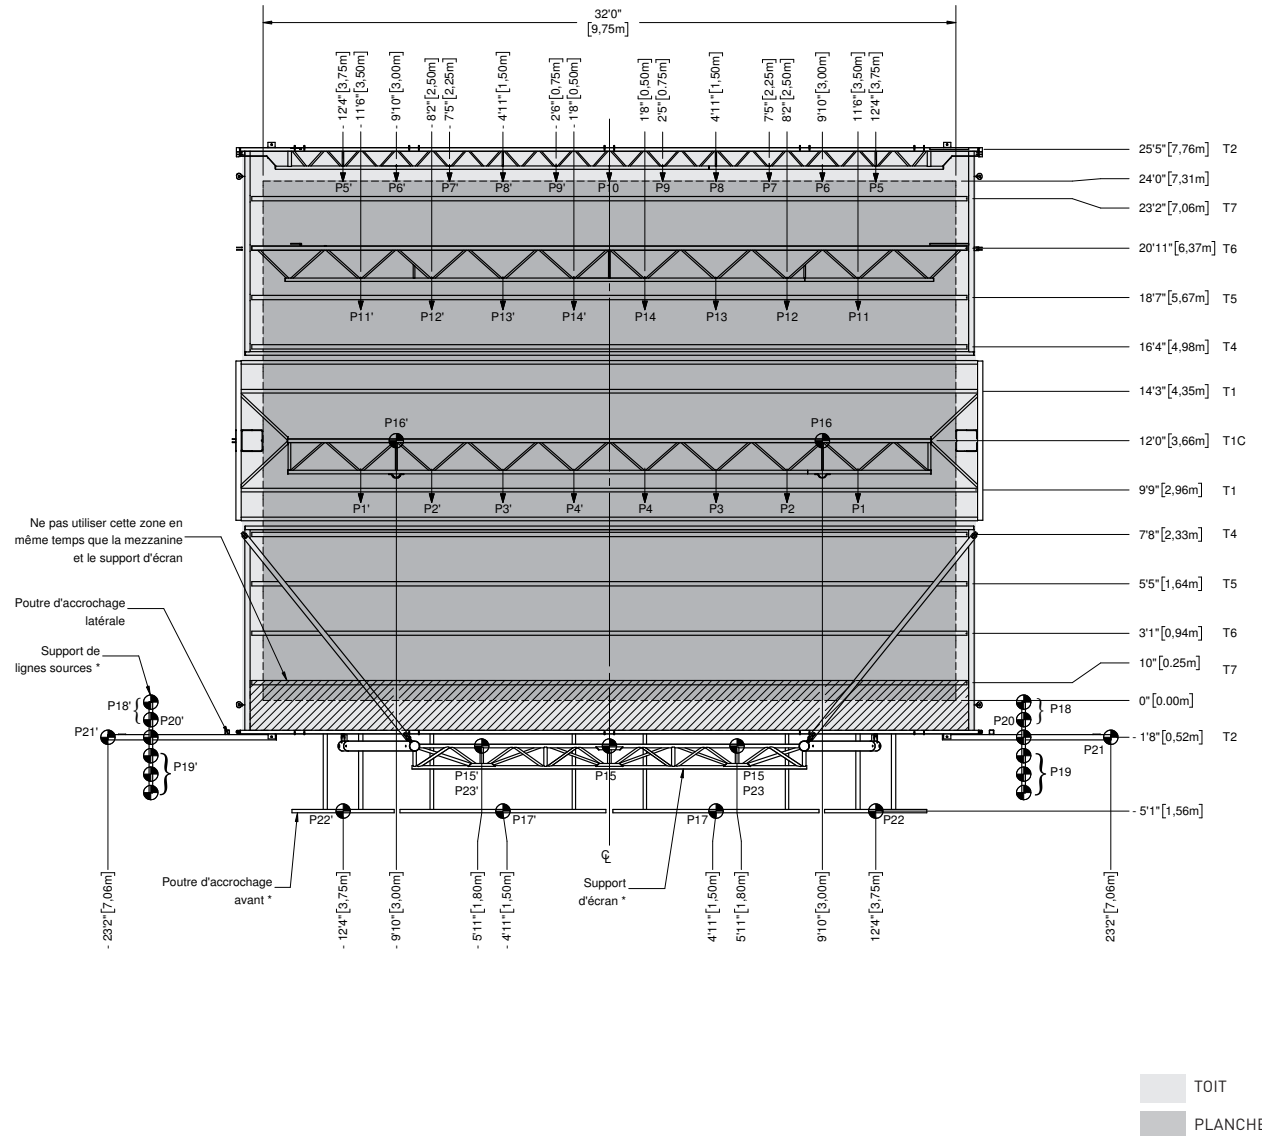 32'0"
[9,75m]
- 12'4" [3,75m]
- 11'6" [3,50m]
- 9'10" [3,00m]
- 8'2" [2,50m]
- 7'5" [2,25m]
- 4'11" [1,50m]
- 2'6" [0,75m]
- 1'8" [0,50m]
1'8" [0,50m]
2'5" [0.75m]
4'11" [1,50m]
7'5" [2,25m]
8'2" [2,50m]
9'10" [3,00m]
11'6" [3,50m]
12'4" [3,75m]
25'5" [7,76m] T2
24'0" [7,31m]
23'2" [7,06m] T7
20'11" [6,37m] T6
18'7" [5,67m] T5
16'4" [4,98m] T4
14'3" [4,35m] T1
12'0" [3,66m] T1C
9'9" [2,96m] T1
7'8" [2,33m] T4
5'5" [1,64m] T5
3'1" [0,94m] T6
10" [0.25m] T7
0" [0.00m]
- 1'8" [0,52m] T2
- 5'1" [1,56m]
P5' P6' P7' P8' P9' P10 P9 P8 P7 P6 P5
P11' P12' P13' P14' P14 P13 P12 P11
P16' P16
P1' P2' P3' P4' P4 P3 P2 P1
Ne pas utiliser cette zone en
même temps que la mezzanine
et le support d'écran
Poutre d'accrochage
latérale
Support de
lignes sources *
P18' P18
P20' P20
P21' P21
P19' P19
P15' P15 P15
P23' P23
P22' P17' P17 P22
Poutre d'accrochage
avant *
Support
d'écran *
℄
- 23'2" [7,06m]
- 12'4" [3,75m]
- 9'10" [3,00m]
- 5'11" [1,80m]
- 4'11" [1,50m]
4'11" [1,50m]
5'11" [1,80m]
9'10" [3,00m]
12'4" [3,75m]
23'2" [7,06m]
TOIT
PLANCHE